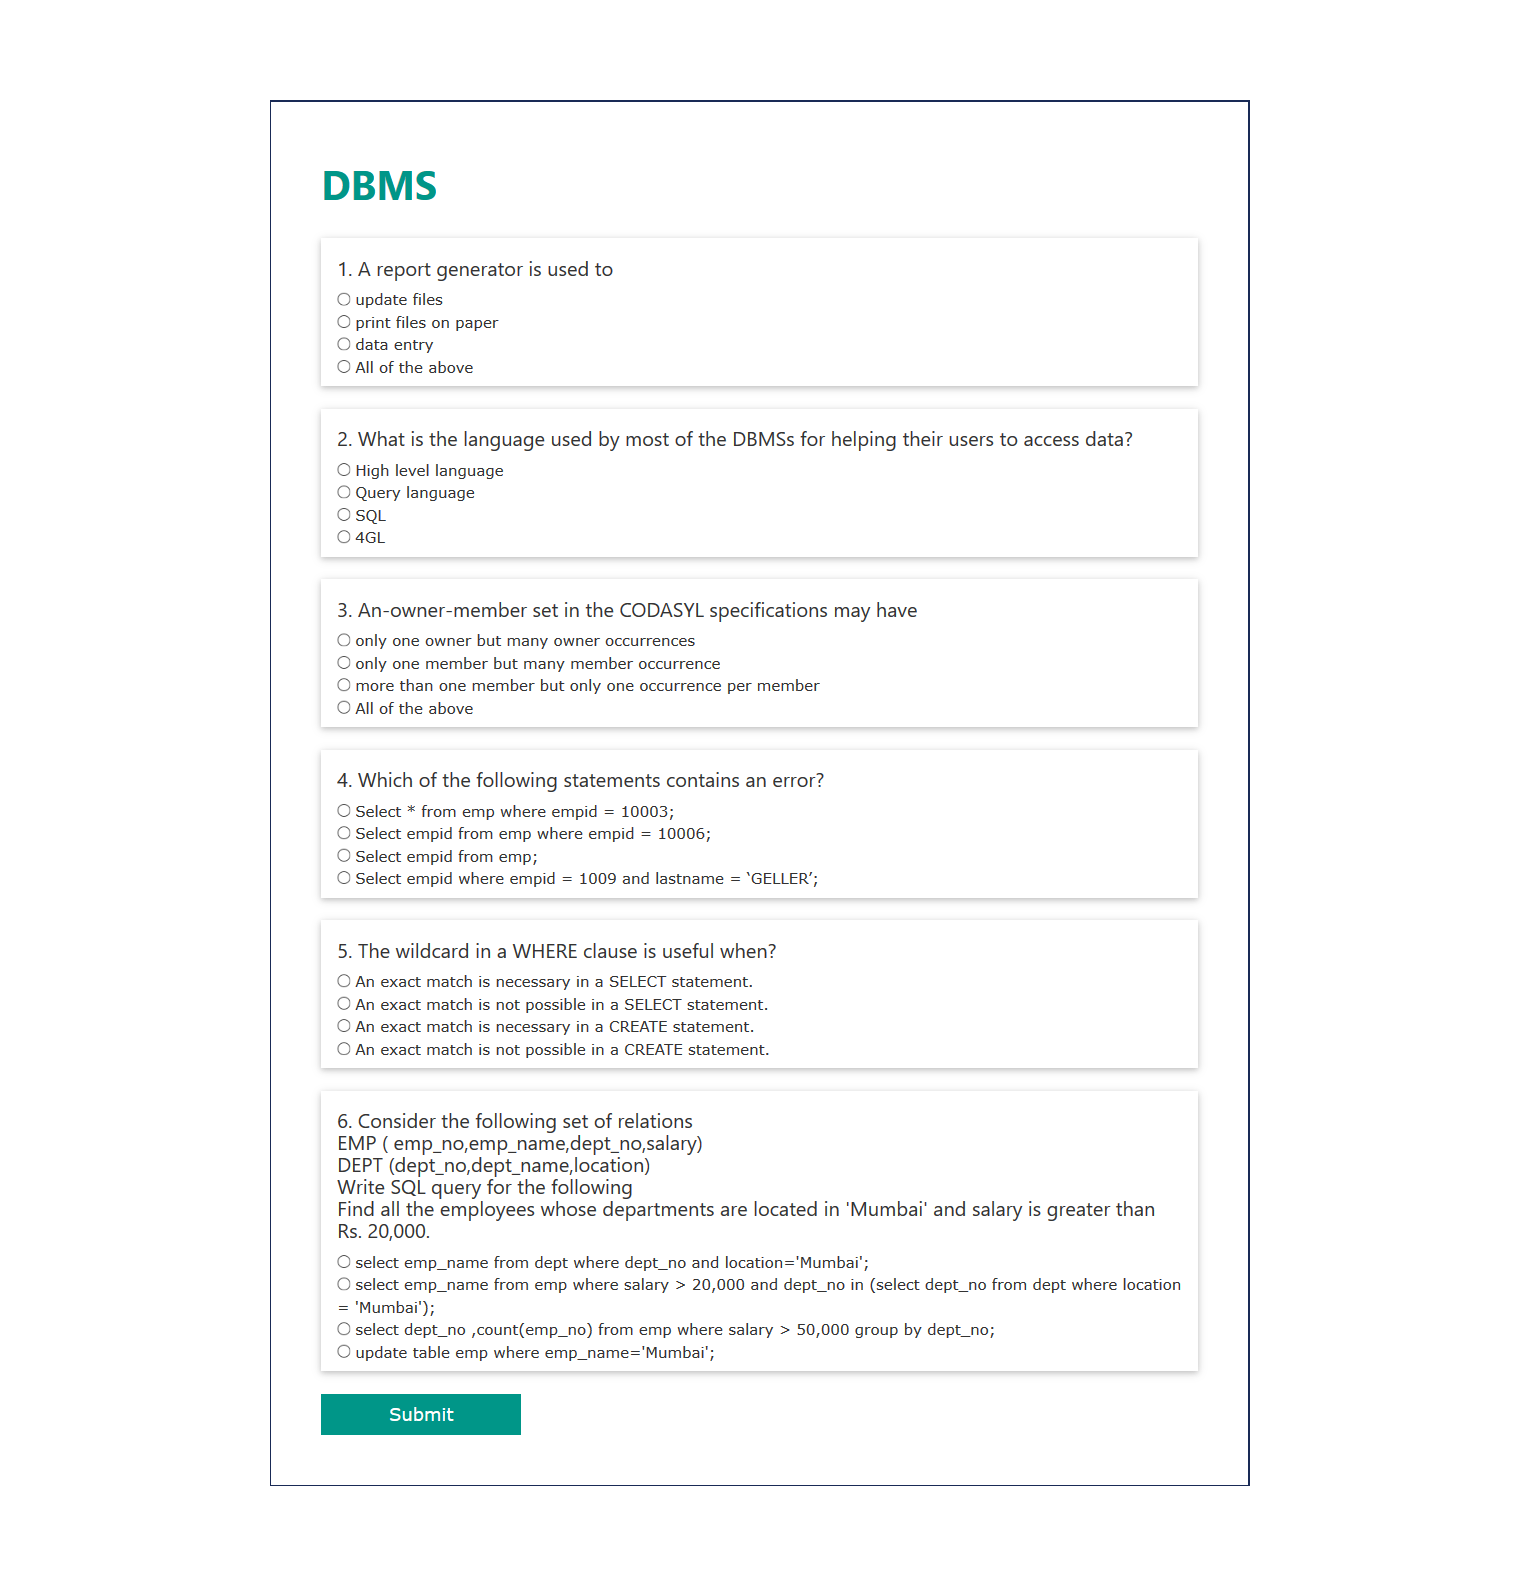 DBMS
1. A report generator is used to
update files
print files on paper
data entry
All of the above
2. What is the language used by most of the DBMSs for helping their users to access data?
High level language
Query language
SQL
4GL
3. An-owner-member set in the CODASYL specifications may have
only one owner but many owner occurrences
only one member but many member occurrence
more than one member but only one occurrence per member
All of the above
4. Which of the following statements contains an error?
Select * from emp where empid = 10003;
Select empid from emp where empid = 10006;
Select empid from emp;
Select empid where empid = 1009 and lastname = ‘GELLER’;
5. The wildcard in a WHERE clause is useful when?
An exact match is necessary in a SELECT statement.
An exact match is not possible in a SELECT statement.
An exact match is necessary in a CREATE statement.
An exact match is not possible in a CREATE statement.
6. Consider the following set of relations
EMP ( emp_no,emp_name,dept_no,salary)
DEPT (dept_no,dept_name,location)
Write SQL query for the following
Find all the employees whose departments are located in 'Mumbai' and salary is greater than
Rs. 20,000.
select emp_name from dept where dept_no and location='Mumbai';
select emp_name from emp where salary > 20,000 and dept_no in (select dept_no from dept where location
= 'Mumbai');
select dept_no ,count(emp_no) from emp where salary > 50,000 group by dept_no;
update table emp where emp_name='Mumbai';
Submit